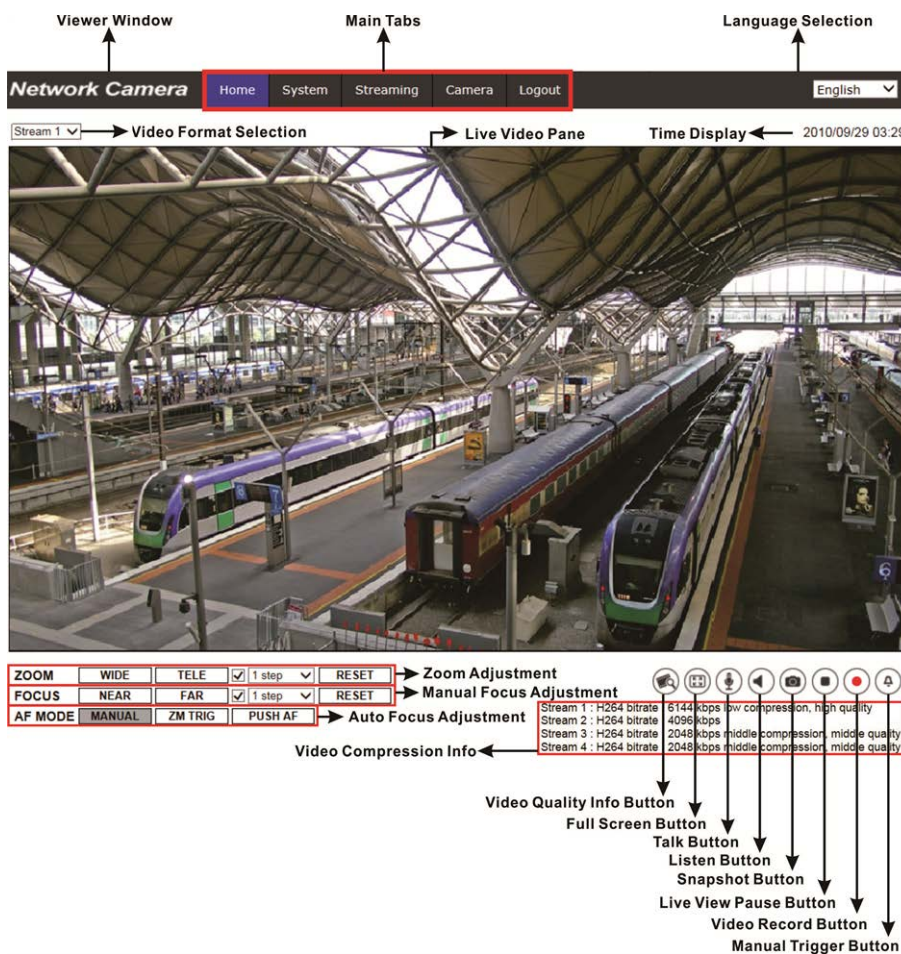 Viewer Window Main Tabs Language Selection
Network Camera Home System Streaming Camera Logout English
Stream 1 Video Format Selection Live Video Pane Time Display 2010/09/29 03:29
8 7
6
ZOOM WIDE TELE 1 step RESET Zoom Adjustment
FOCUS NEAR FAR 1 step RESET Manual Focus Adjustment
AF MODE MANUAL ZM TRIG PUSH AF Auto Focus Adjustment
Stream 1 : H264 bitrate 6144 kbps low compression, high quality
Stream 2 : H264 bitrate 4096 kbps
Stream 3 : H264 bitrate 2048 kbps middle compression, middle quality
Stream 4 : H264 bitrate 2048 kbps middle compression, middle quality
Video Compression Info
Video Quality Info Button
Full Screen Button
Talk Button
Listen Button
Snapshot Button
Live View Pause Button
Video Record Button
Manual Trigger Button